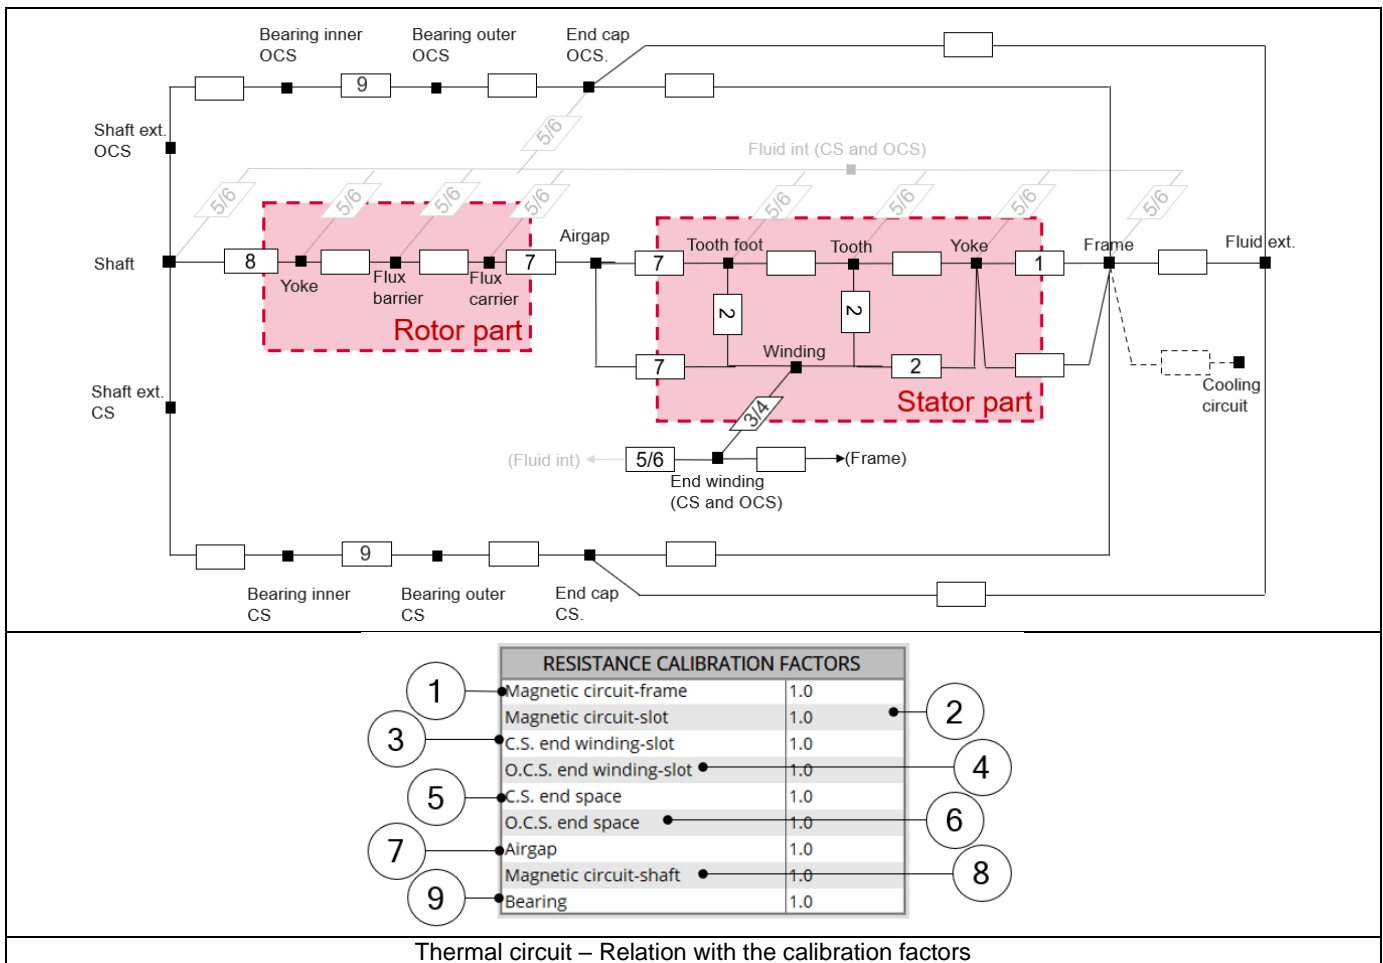 Bearing inner
OCS
Bearing outer
OCS
End cap
OCS.
9
Shaft ext.
OCS
5/6
Fluid int (CS and OCS)
5/6
5/6
5/6
5/6
5/6
5/6
5/6
5/6
Shaft
8
Yoke
Flux
barrier
Flux
carrier
7
Rotor part
Airgap
7
Tooth foot
Tooth
Yoke
1
Frame
Fluid ext.
2
2
7
Winding
2
Stator part
Cooling
circuit
Shaft ext.
CS
3/4
(Fluid int)
5/6
(Frame)
End winding
(CS and OCS)
9
Bearing inner
CS
Bearing outer
CS
End cap
CS.
RESISTANCE CALIBRATION FACTORS
1
Magnetic circuit-frame 1.0
Magnetic circuit-slot 1.0
2
3
C.S. end winding-slot 1.0
O.C.S. end winding-slot 1.0
4
5
C.S. end space 1.0
O.C.S. end space 1.0
6
7
Airgap 1.0
Magnetic circuit-shaft 1.0
8
9
Bearing 1.0
Thermal circuit – Relation with the calibration factors